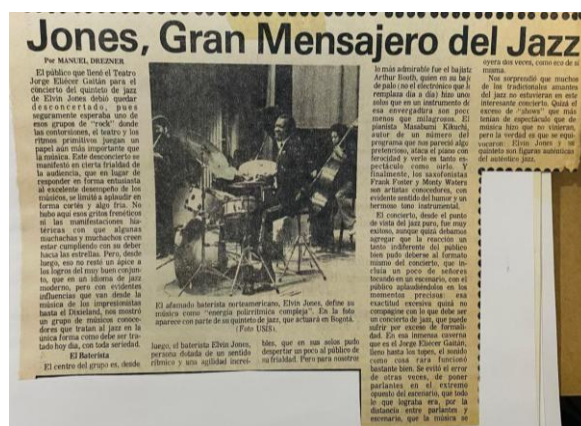 Jones, Gran Mensajero del Jazz
Por MANUEL DREZNER
El público que llenó el Teatro
Jorge Eliécer Gaitán para el
concierto del quinteto de jazz
de Elvin Jones debió quedar
desconcertado, pues
seguramente esperaba uno de
esos grupos de "rock" donde
las contorsiones, el teatro y los
ritmos primitivos juegan un
papel aún más importante que
la música. Este desconcierto se
manifestó en cierta frialdad de
la audiencia, que en lugar de
responder en forma entusiasta
al excelente desempeño de los
músicos, se limitó a aplaudir en
forma cortés y algo fría. No
hubo aquí esos gritos frenéticos
ni las manifestaciones his-
téricas con que algunas
muchachas y muchachos creen
estar cumpliendo con su deber
hacia las estrellas. Pero, desde
luego, eso no restó un ápice a
los logros del muy buen conjun-
to, que en un idioma de jazz
moderno, pero con evidentes
influencias que van desde la
música de los impresionistas
hasta el Dixieland, nos mostró
un grupo de músicos conoce-
dores que tratan al jazz en la
única forma como debe ser tra-
tado hoy día, con toda seriedad.
El Baterista
El centro del grupo es, desde
El afamado baterista norteamericano, Elvin Jones, define su
música como "energía polirrítmica compleja". En la foto
aparece con parte de su quinteto de jazz, que actuará en Bogotá.
(Foto USIS).
luego, el baterista Elvin Jones,
persona dotada de un sentido
rítmico y una agilidad increí-
bles, que en sus solos pudo
despertar un poco al público de
su frialdad. Pero para nosotros
lo más admirable fue el bajista
Arthur Booth, quien en su bajo
de palo (no el electrónico que lo
remplaza día a día) hizo unos
solos que en un instrumento de
esa envergadura son poco
menos que milagrosos. El
pianista Masabumi Kikuchi,
autor de un número del
programa que nos pareció algo
pretencioso, ataca el piano con
ferocidad y verlo es tanto es-
pectáculo como oírlo. Y
finalmente, los saxofonistas
Frank Foster y Monty Waters
son artistas conocedores, con
evidente sentido del humor y un
hermoso tono instrumental.
El concierto, desde el punto
de vista del jazz puro, fue muy
exitoso, aunque quizá debamos
agregar que la reacción un
tanto indiferente del público
bien pudo deberse al formato
mismo del concierto, que in-
cluía un poco de señores
tocando en un escenario, con el
público aplaudiéndolos en los
momentos precisos: esa
exactitud excesiva quizá no
compagine con lo que debe ser
un concierto de jazz, que puede
sufrir por exceso de formali-
dad. En esa inmensa caverna
que es el Jorge Eliécer Gaitán,
lleno hasta los topes, el sonido
como cosa rara funcionó
bastante bien. Se evitó el error
de otras veces, de poner
parlantes en el extremo
opuesto del escenario, que todo
lo que lograba era, por la
distancia entre parlantes y
escenario, que la música se
oyera dos veces, como eco de sí
misma.
Nos sorprendió que muchos
de los tradicionales amantes
del jazz no estuvieran en este
interesante concierto. Quizá el
exceso de "shows" que más
tenían de espectáculo que de
música hizo que no vinieran,
pero la verdad es que se equi-
vocaron: Elvin Jones y su
quinteto son figuras auténticas
del auténtico jazz.